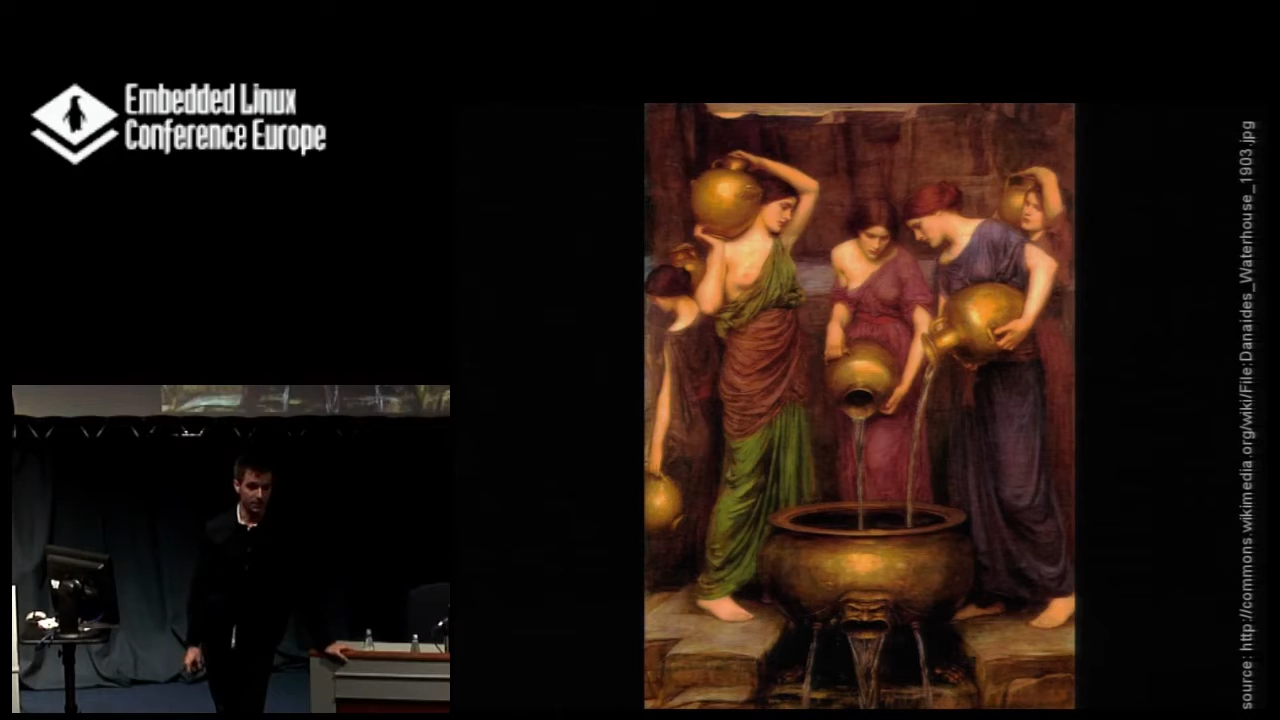 Embedded Linux
Conference Europe
source: http://commons.wikimedia.org/wiki/File:Danaides_Waterhouse_1903.jpg